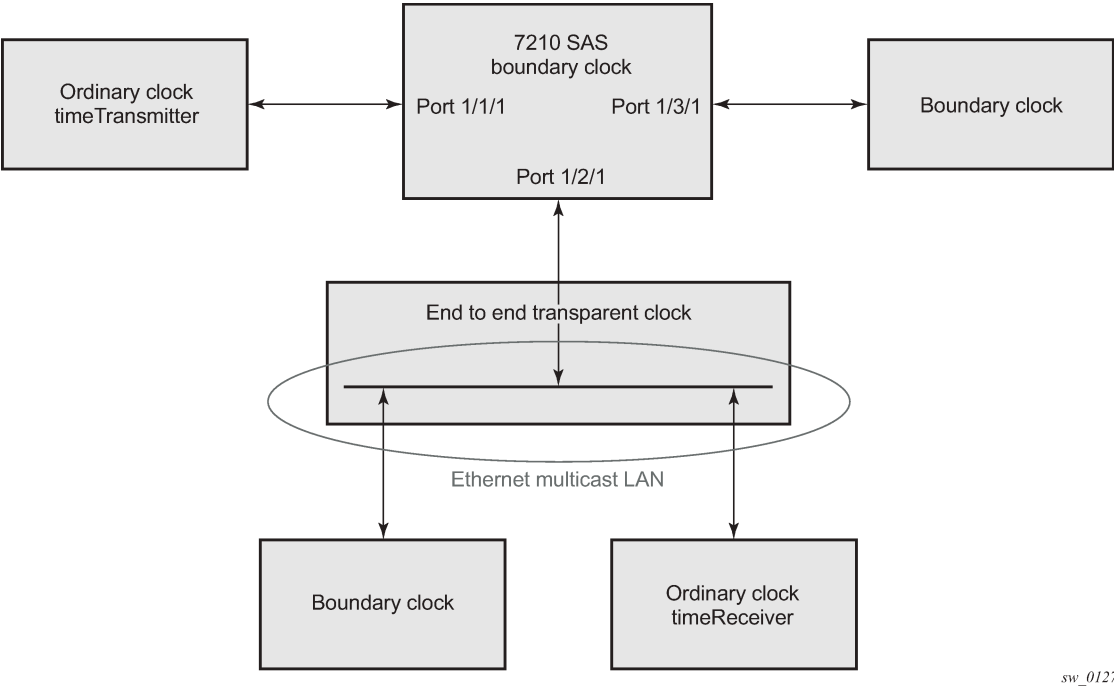 7210 SAS
boundary clock
Ordinary clock
timeTransmitter
Port 1/1/1
Port 1/3/1
Boundary clock
Port 1/2/1
End to end transparent clock
Ethernet multicast LAN
Boundary clock
Ordinary clock
timeReceiver
sw_0127